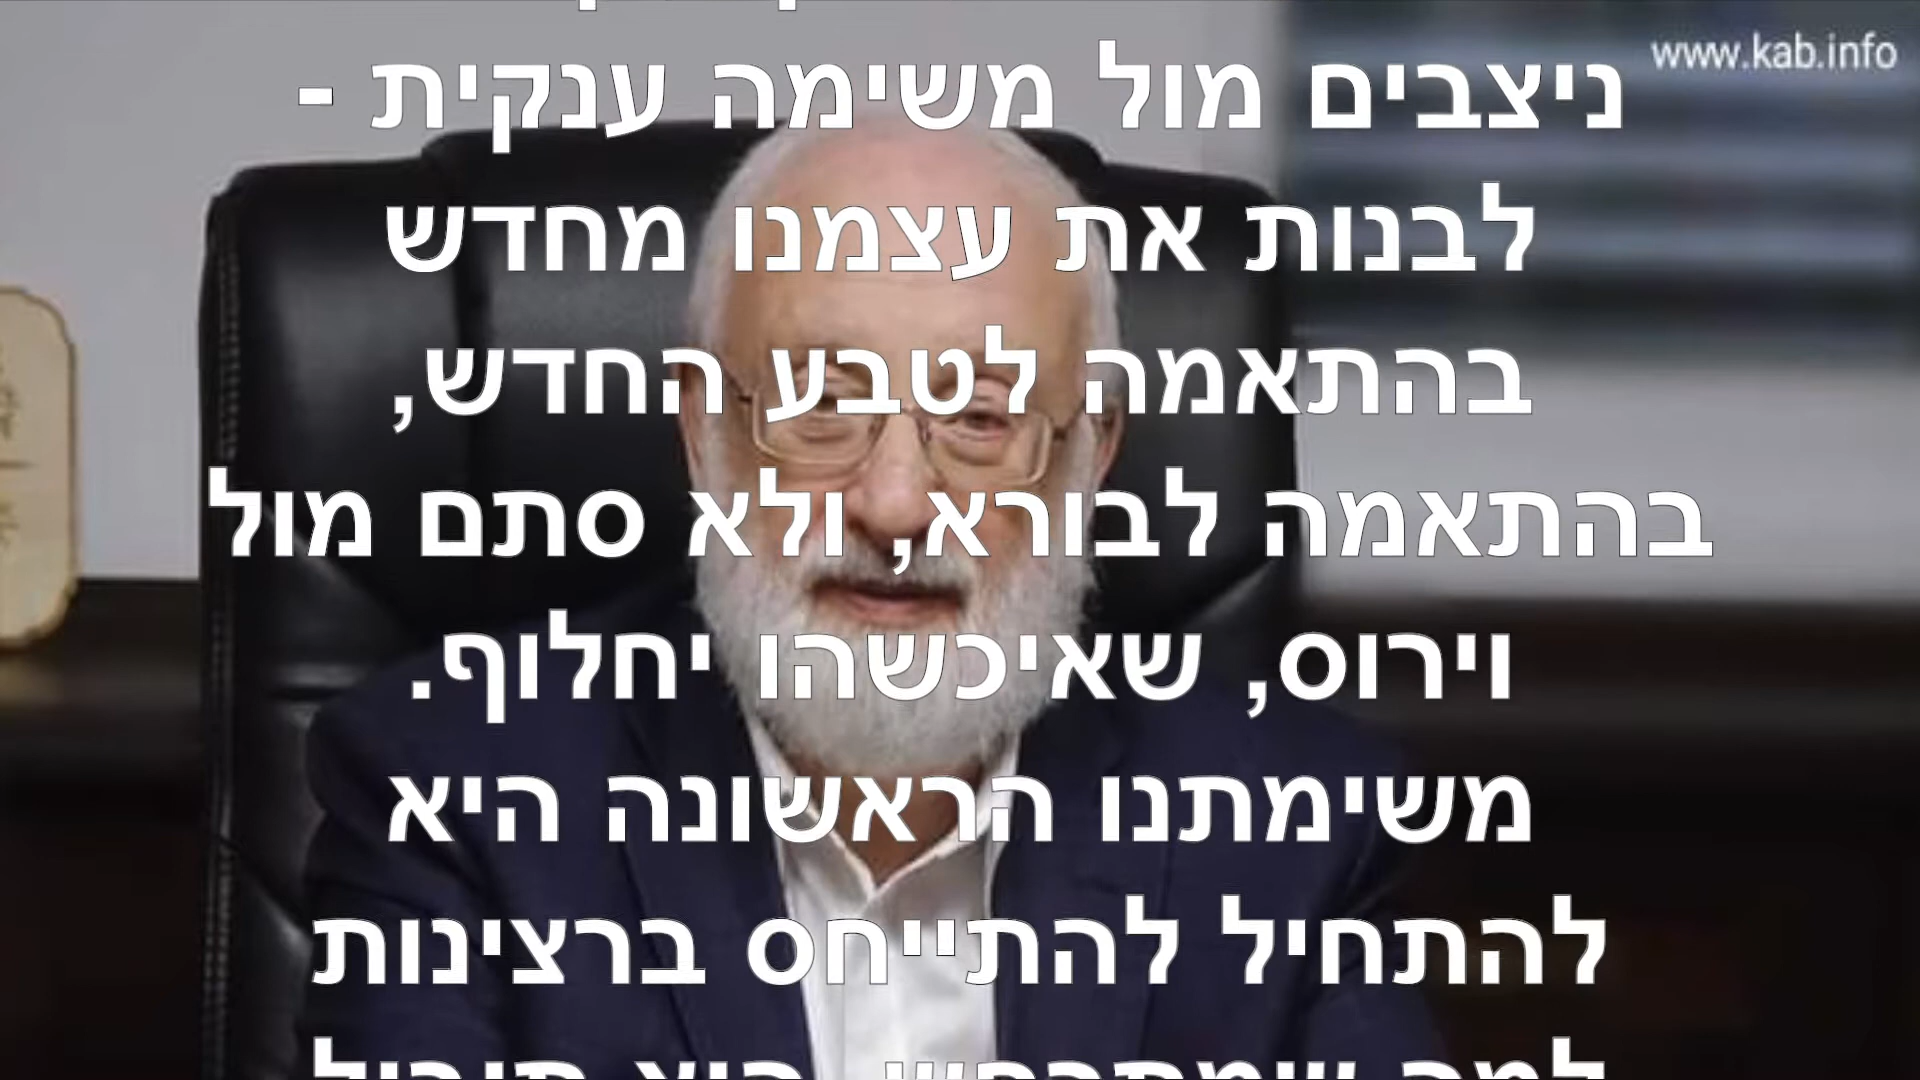 www.kab.info
ניצבים מול משימה ענקית -
לבנות את עצמנו מחדש
בהתאמה לטבע החדש,
בהתאמה לבורא, ולא סתם מול
וירוס, שאיכשהו יחלוף.
משימתנו הראשונה היא
להתחיל להתייחס ברצינות